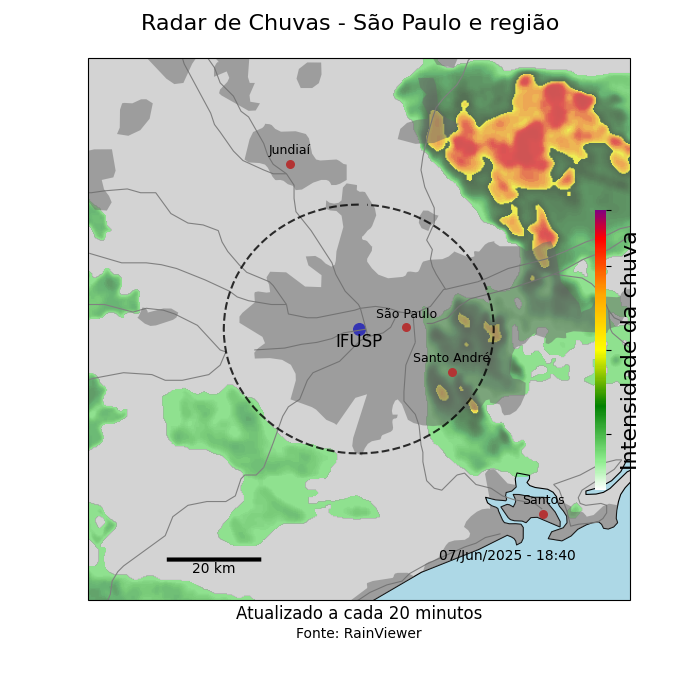 Radar de Chuvas - São Paulo e região
Jundiaí
São Paulo
IFUSP
Santo André
Intensidade da chuva
Santos
07/Jun/2025 - 18:40
20 km
Atualizado a cada 20 minutos
Fonte: RainViewer